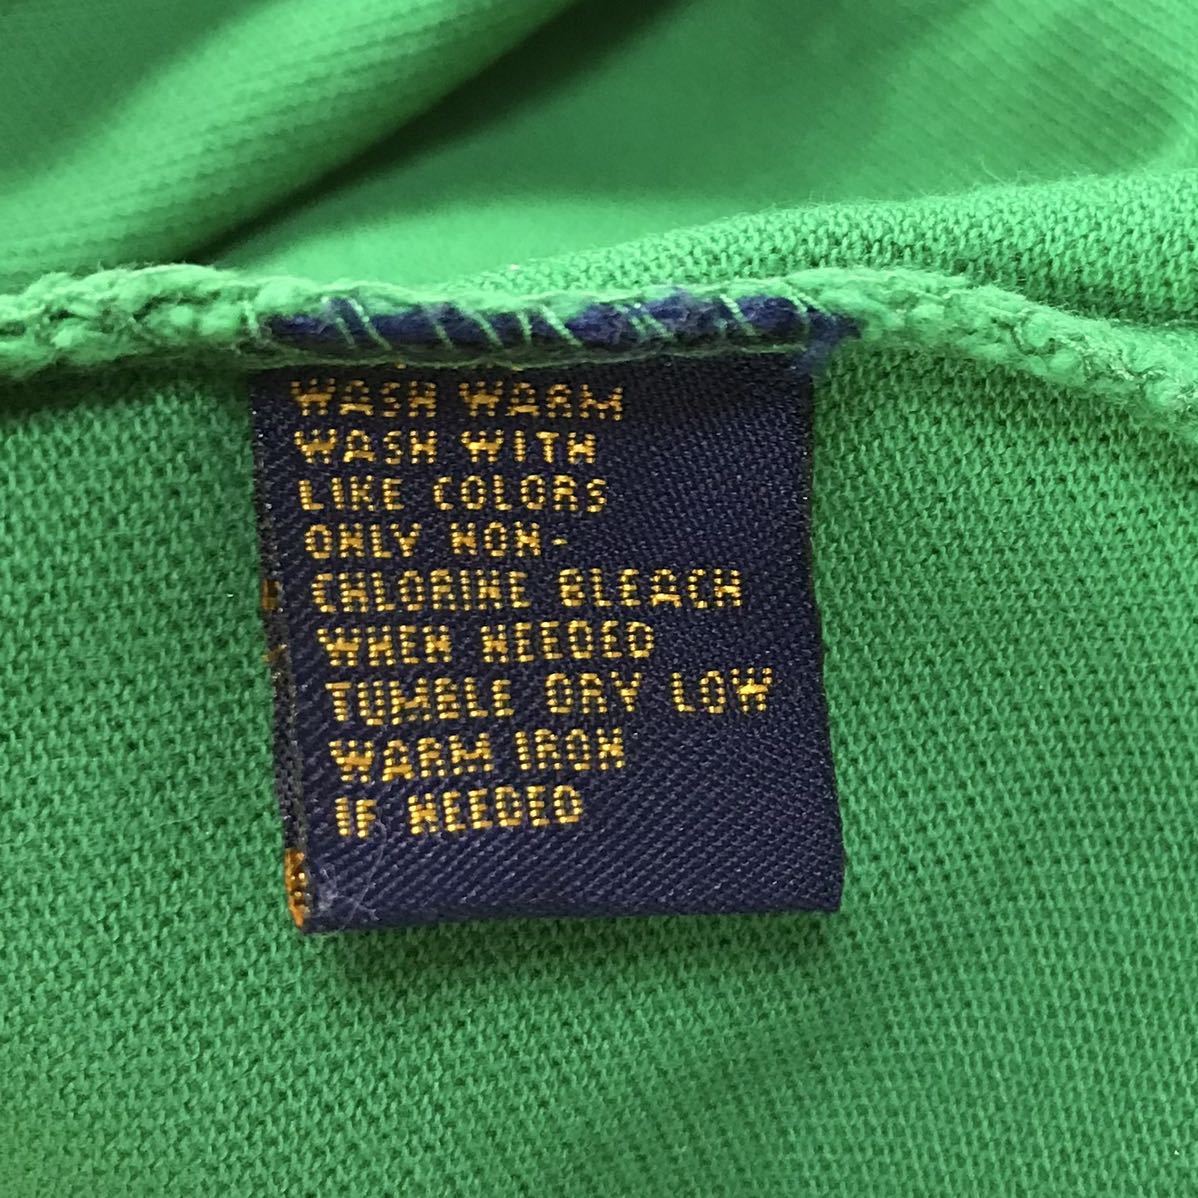 WASH WARM
WASH WITH
LIKE COLORS
ONLY NON-
CHLORINE BLEACH
WHEN NEEDED
TUMBLE DRY LOW
WARM IRON
IF NEEDED